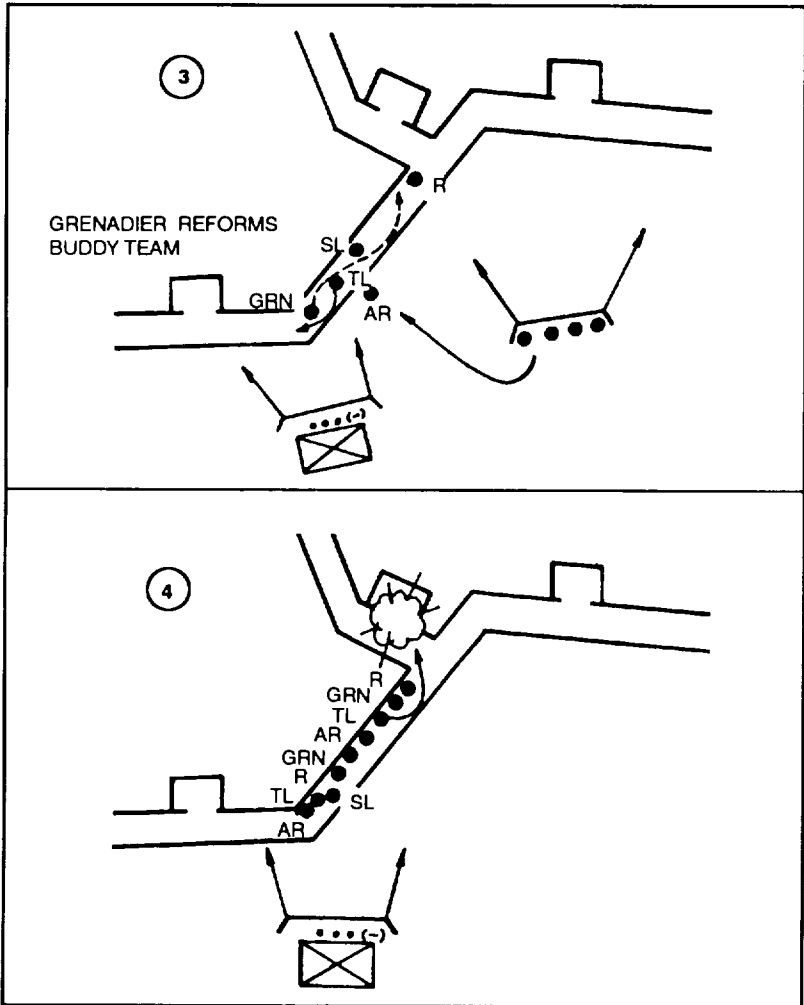 3
R
GRENADIER REFORMS
BUDDY TEAM
SL
TL
GRN
AR
(-)
4
R
GRN
TL
AR
GRN
R
TL
SL
AR
(-)